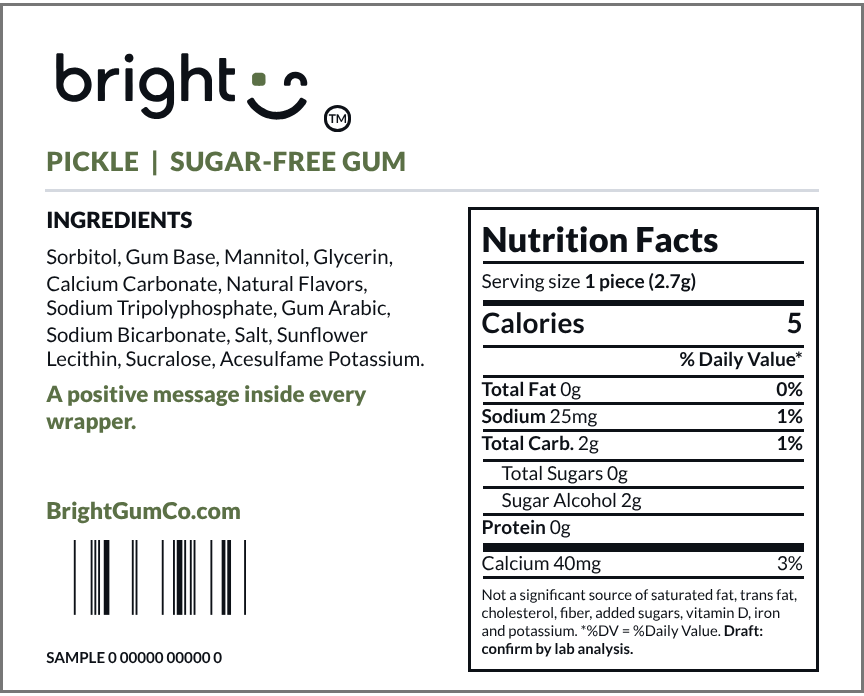 bright
TM
PICKLE | SUGAR-FREE GUM
INGREDIENTS
Sorbitol, Gum Base, Mannitol, Glycerin,
Calcium Carbonate, Natural Flavors,
Sodium Tripolyphosphate, Gum Arabic,
Sodium Bicarbonate, Salt, Sunflower
Lecithin, Sucralose, Acesulfame Potassium.
A positive message inside every
wrapper.
BrightGumCo.com
SAMPLE 0 00000 00000 0
Nutrition Facts
Serving size 1 piece (2.7g)
Calories 5
% Daily Value*
Total Fat 0g 0%
Sodium 25mg 1%
Total Carb. 2g 1%
Total Sugars 0g
Sugar Alcohol 2g
Protein 0g
Calcium 40mg 3%
Not a significant source of saturated fat, trans fat,
cholesterol, fiber, added sugars, vitamin D, iron
and potassium. *%DV = %Daily Value. Draft:
confirm by lab analysis.